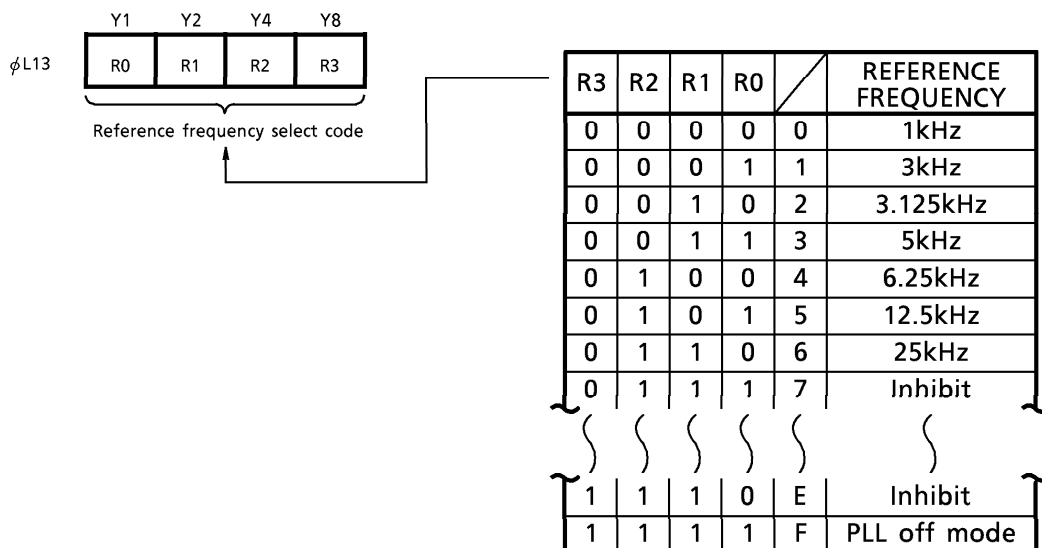 Y1 Y2 Y4 Y8
φL13 R0 R1 R2 R3
Reference frequency select code
R3 R2 R1 R0 REFERENCE FREQUENCY
0 0 0 0 0 1kHz
0 0 0 1 1 3kHz
0 0 1 0 2 3.125kHz
0 0 1 1 3 5kHz
0 1 0 0 4 6.25kHz
0 1 0 1 5 12.5kHz
0 1 1 0 6 25kHz
0 1 1 1 7 Inhibit
1 1 1 0 E Inhibit
1 1 1 1 F PLL off mode